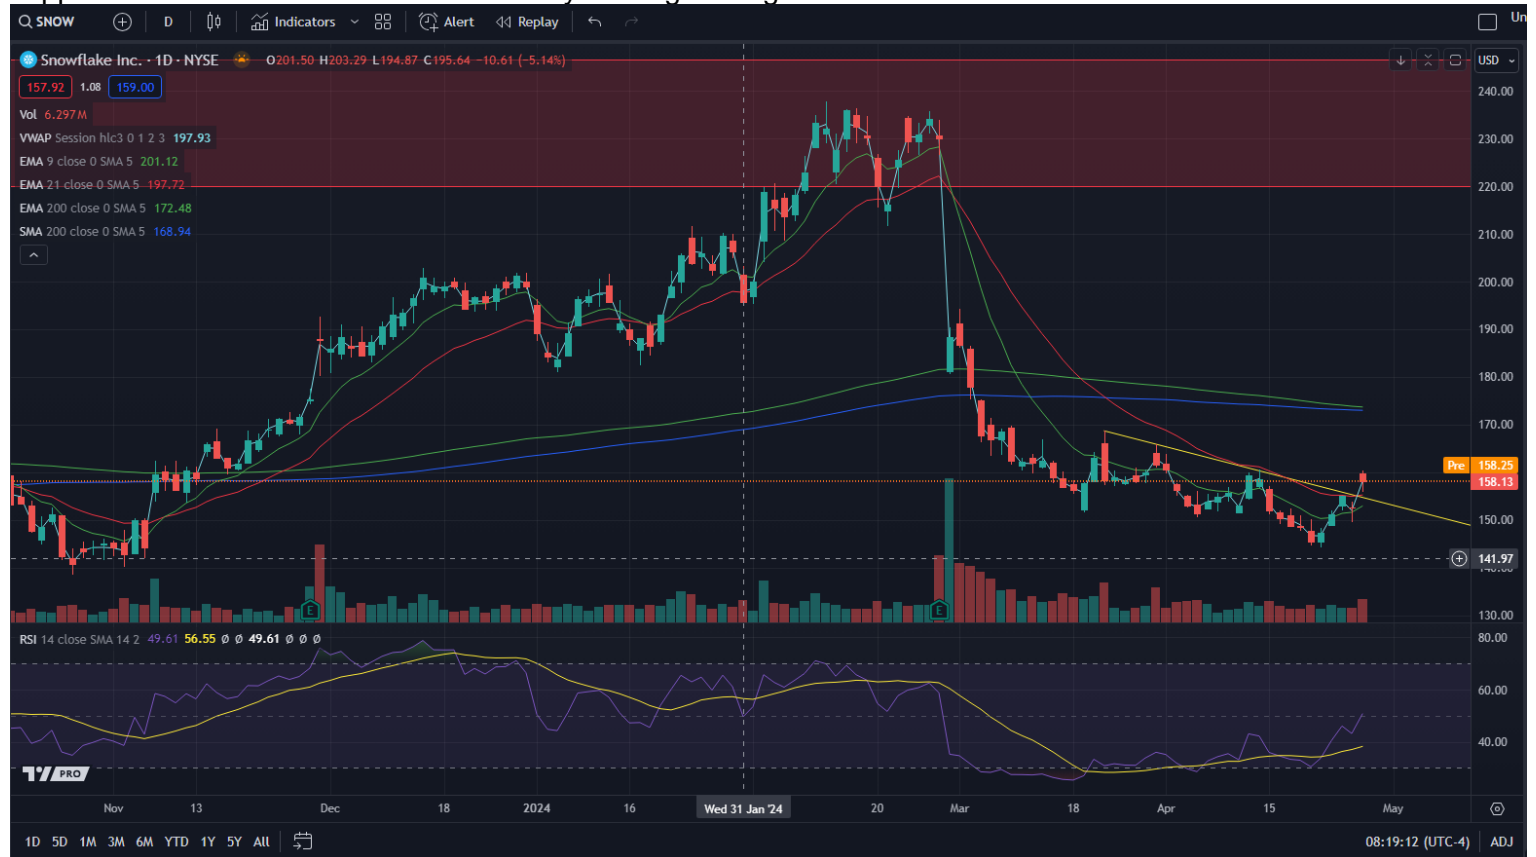 SNOW D Indicators Alert Replay Un
Snowflake Inc. · 1D · NYSE O201.50 H203.29 L194.87 C195.64 −10.61 (−5.14%) USD
157.92 1.08 159.00
Vol 6.297M
VWAP Session hlc3 0 1 2 3 197.93
EMA 9 close 0 SMA 5 201.12
EMA 21 close 0 SMA 5 197.72
EMA 200 close 0 SMA 5 172.48
SMA 200 close 0 SMA 5 168.94
240.00
230.00
220.00
210.00
200.00
190.00
180.00
170.00
Pre 158.25
158.13
150.00
141.97
140.00
130.00
E E
RSI 14 close SMA 14 2 49.61 56.55 Ø Ø 49.61 Ø Ø Ø
80.00
60.00
40.00
PRO
Nov 13 Dec 18 2024 16 Wed 31 Jan '24 20 Mar 18 Apr 15 May
1D 5D 1M 3M 6M YTD 1Y 5Y All 08:19:12 (UTC-4) ADJ